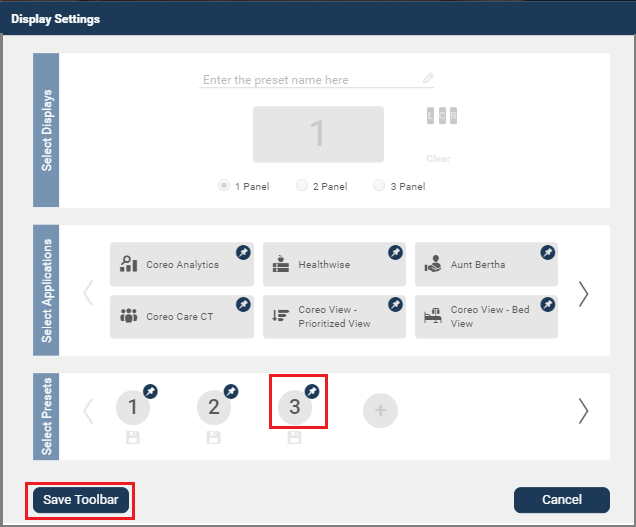 Display Settings
Select Displays
Enter the preset name here
1
L C R
Clear
1 Panel 2 Panel 3 Panel
Select Applications
Coreo Analytics
Healthwise
Aunt Bertha
Coreo Care CT
Coreo View -
Prioritized View
Coreo View - Bed
View
Select Presets
1 2 3 +
Save Toolbar
Cancel